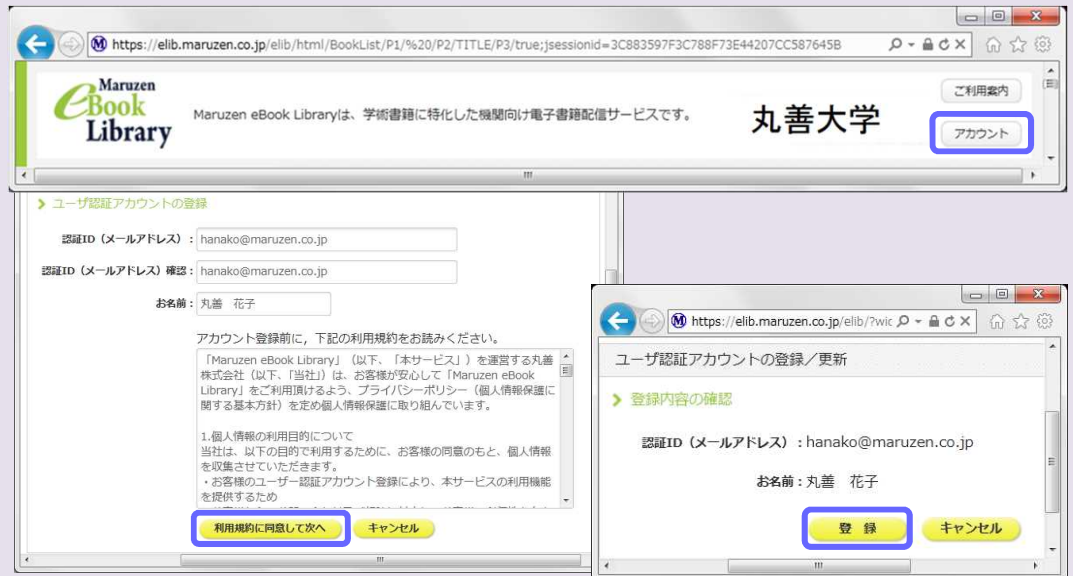 https://elib.maruzen.co.jp/elib/html/BookList/P1/%20/P2/TITLE/P3/true;jsessionid=3C883597F3C788F73E44207CC587645B
Maruzen
eBook
Library
Maruzen eBook Libraryは、学術書籍に特化した機関向け電子書籍配信サービスです。
丸善大学
ご利用案内
アカウント
ユーザ認証アカウントの登録
認証ID（メールアドレス）：hanako@maruzen.co.jp
認証ID（メールアドレス）確認：hanako@maruzen.co.jp
お名前：丸善　花子
アカウント登録前に，下記の利用規約をお読みください。
「Maruzen eBook Library」（以下、「本サービス」）を運営する丸善
株式会社（以下、「当社」）は、お客様が安心して「Maruzen eBook
Library」をご利用頂けるよう、プライバシーポリシー（個人情報保護に
関する基本方針）を定め個人情報保護に取り組んでいます。
1.個人情報の利用目的について
当社は、以下の目的で利用するために、お客様の同意のもと、個人情報
を収集させていただきます。
・お客様のユーザー認証アカウント登録により、本サービスの利用機能
を提供するため
利用規約に同意して次へ
キャンセル
https://elib.maruzen.co.jp/elib/?wic
ユーザ認証アカウントの登録／更新
登録内容の確認
認証ID（メールアドレス）：hanako@maruzen.co.jp
お名前：丸善　花子
登 録
キャンセル